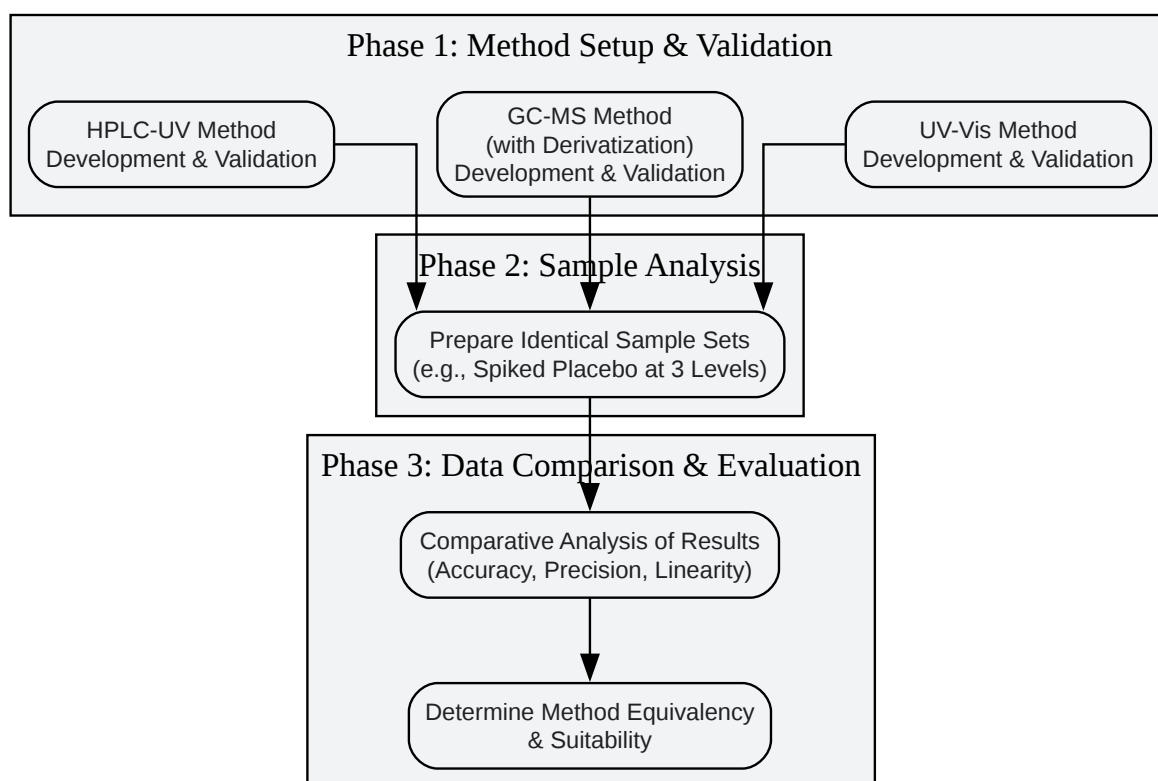 Phase 1: Method Setup & Validation
HPLC-UV Method
Development & Validation
GC-MS Method
(with Derivatization)
Development & Validation
UV-Vis Method
Development & Validation
Phase 2: Sample Analysis
Prepare Identical Sample Sets
(e.g., Spiked Placebo at 3 Levels)
Phase 3: Data Comparison & Evaluation
Comparative Analysis of Results
(Accuracy, Precision, Linearity)
Determine Method Equivalency
& Suitability